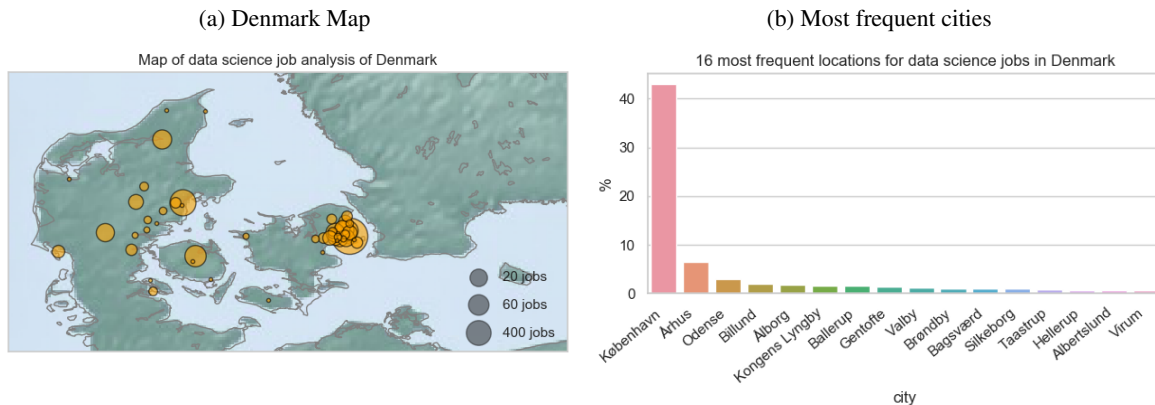 (a) Denmark Map
Map of data science job analysis of Denmark
20 jobs
60 jobs
400 jobs
(b) Most frequent cities
16 most frequent locations for data science jobs in Denmark
40
30
20
10
0
%
København
Århus
Odense
Billund
Ålborg
Kongens Lyngby
Ballerup
Gentofte
Valby
Brøndby
Bagsværd
Silkeborg
Taastrup
Hellerup
Albertslund
Virum
city